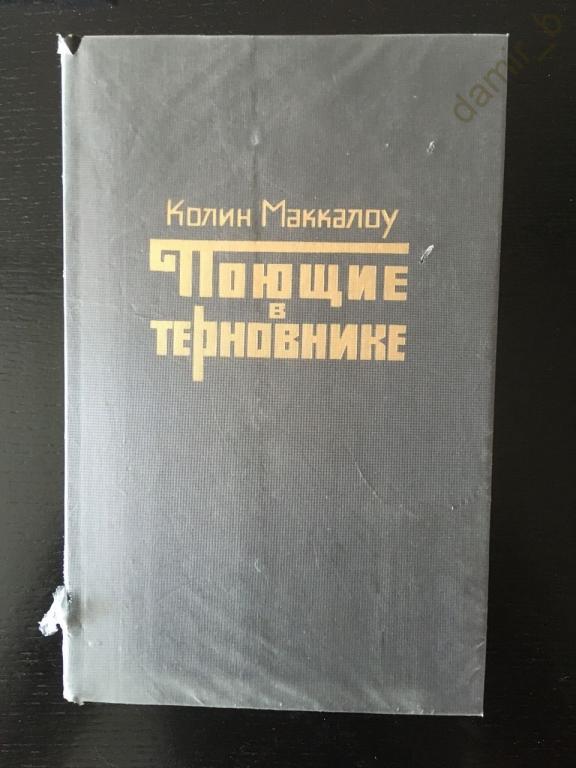 damir_b
Колин Маккалоу
Поющие
в
терновнике